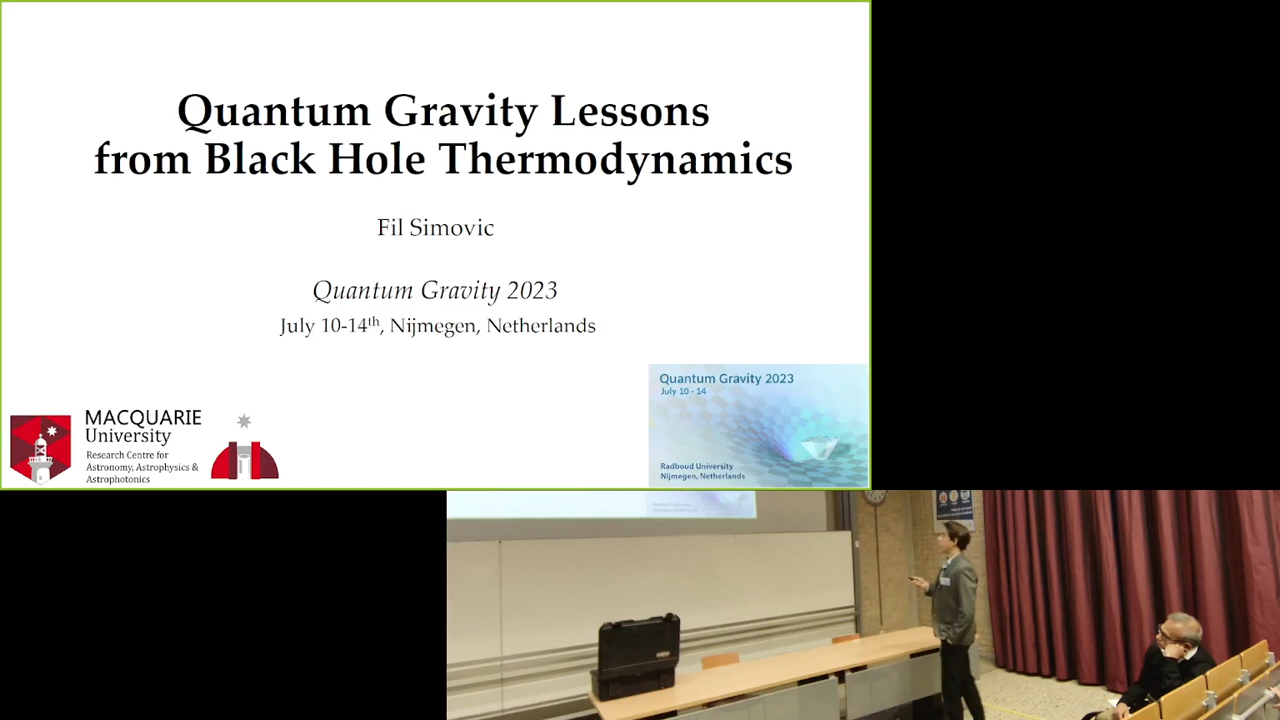 Quantum Gravity Lessons
from Black Hole Thermodynamics
Fil Simovic
Quantum Gravity 2023
July 10-14th, Nijmegen, Netherlands
MACQUARIE
University
Research Centre for
Astronomy, Astrophysics &
Astrophotonics
Quantum Gravity 2023
July 10 - 14
Radboud University
Nijmegen, Netherlands